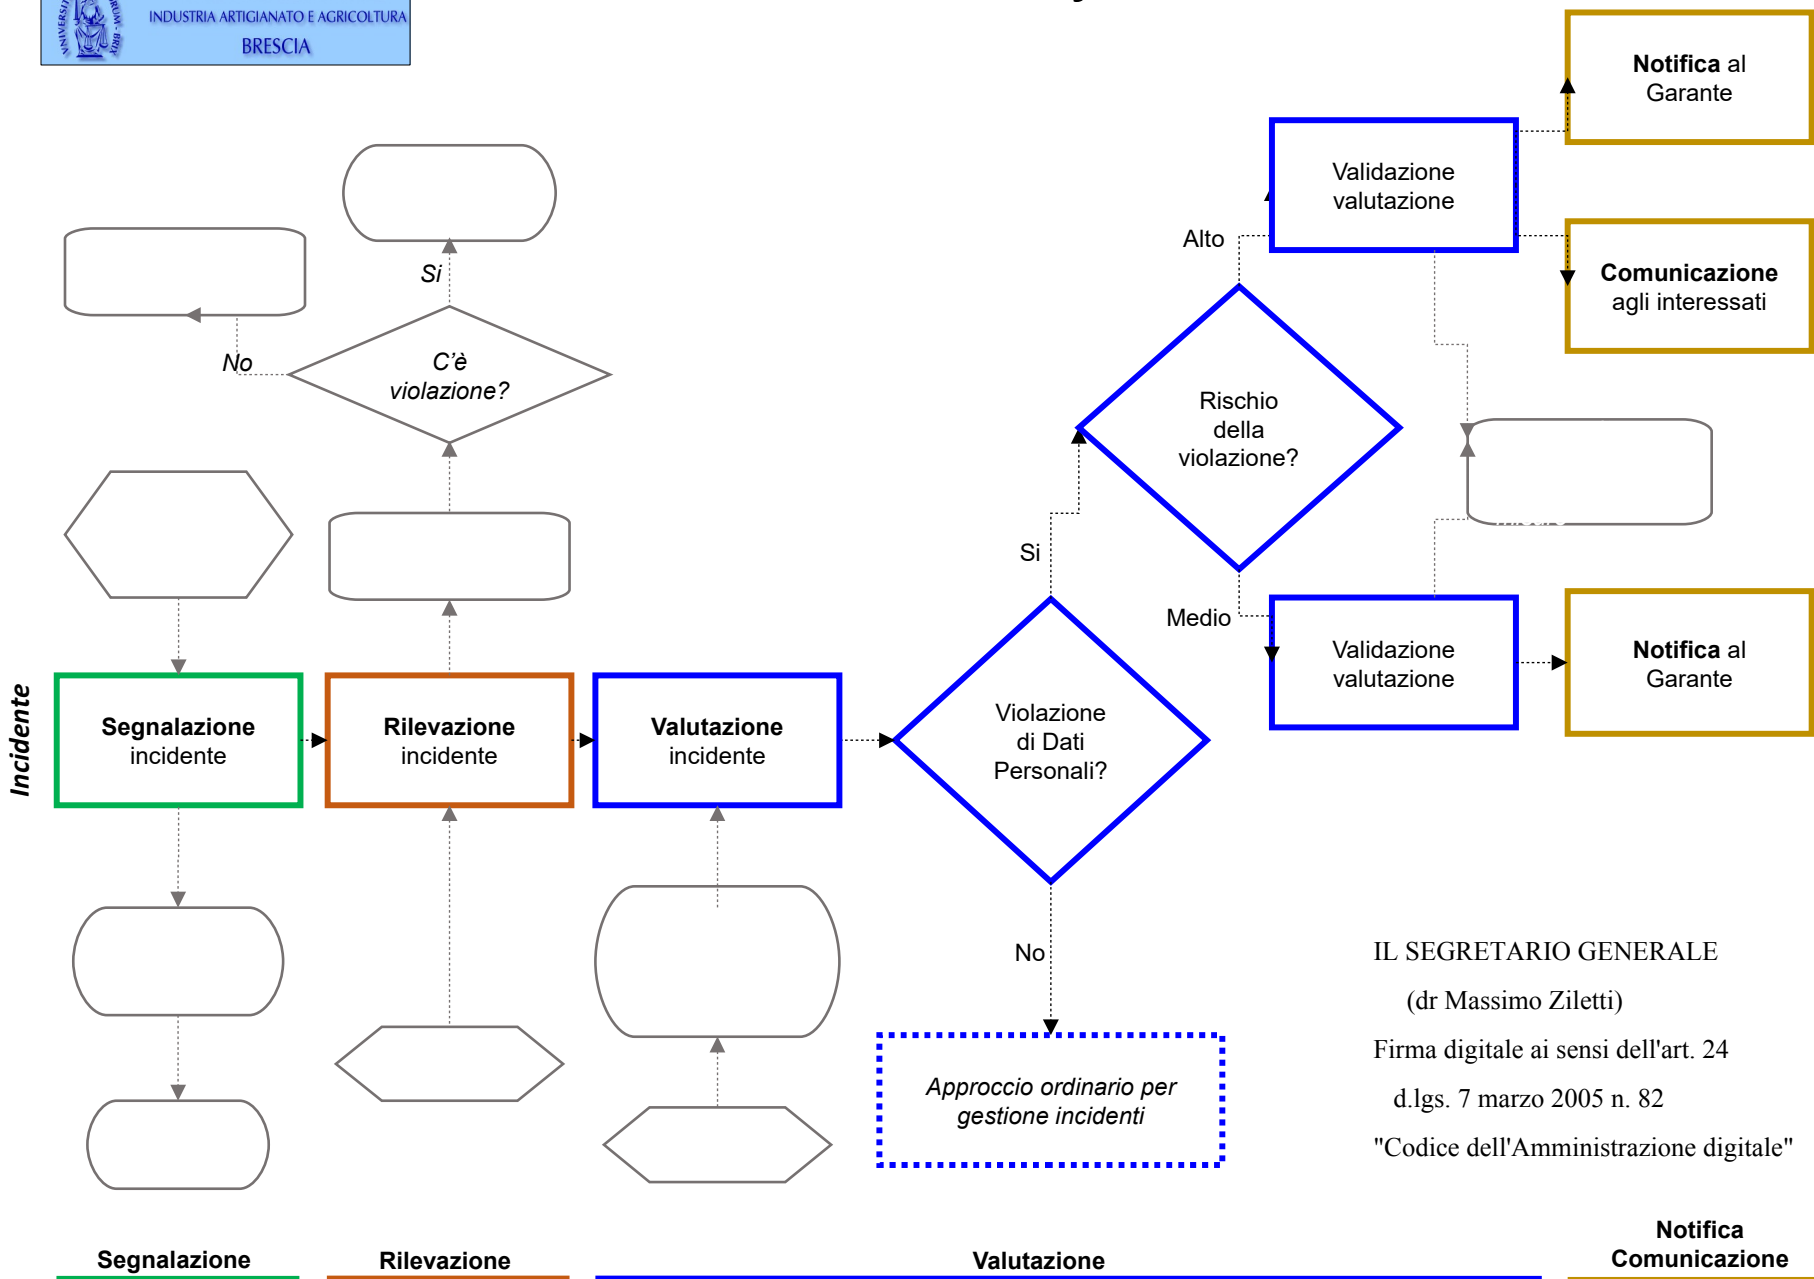 INDUSTRIA ARTIGIANATO E AGRICOLTURA
BRESCIA
Notifica al
Garante
Validazione
valutazione
Alto
Comunicazione
agli interessati
Si
No
C'è
violazione?
Rischio
della
violazione?
Si
Medio
Validazione
valutazione
Notifica al
Garante
Incidente
Segnalazione
incidente
Rilevazione
incidente
Valutazione
incidente
Violazione
di Dati
Personali?
No
Approccio ordinario per
gestione incidenti
IL SEGRETARIO GENERALE
(dr Massimo Ziletti)
Firma digitale ai sensi dell'art. 24
d.lgs. 7 marzo 2005 n. 82
"Codice dell'Amministrazione digitale"
Segnalazione
Rilevazione
Valutazione
Notifica
Comunicazione